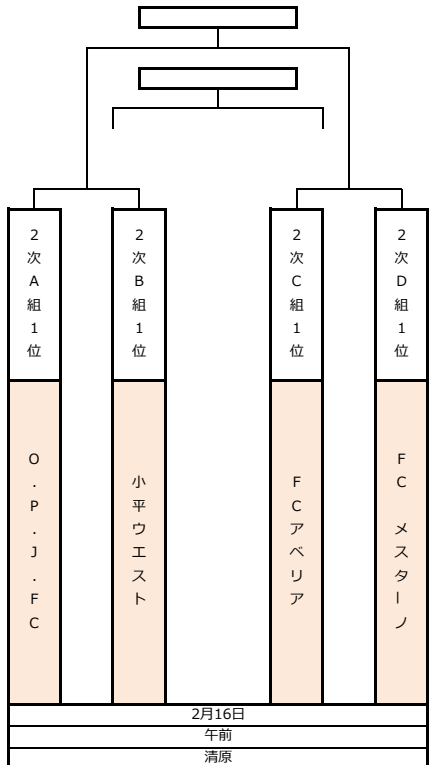 2次A組1位
2次B組1位
2次C組1位
2次D組1位
O.P.J.FC
小平ウエスト
FCアベリア
FC メスターノ
2月16日
午前
清原